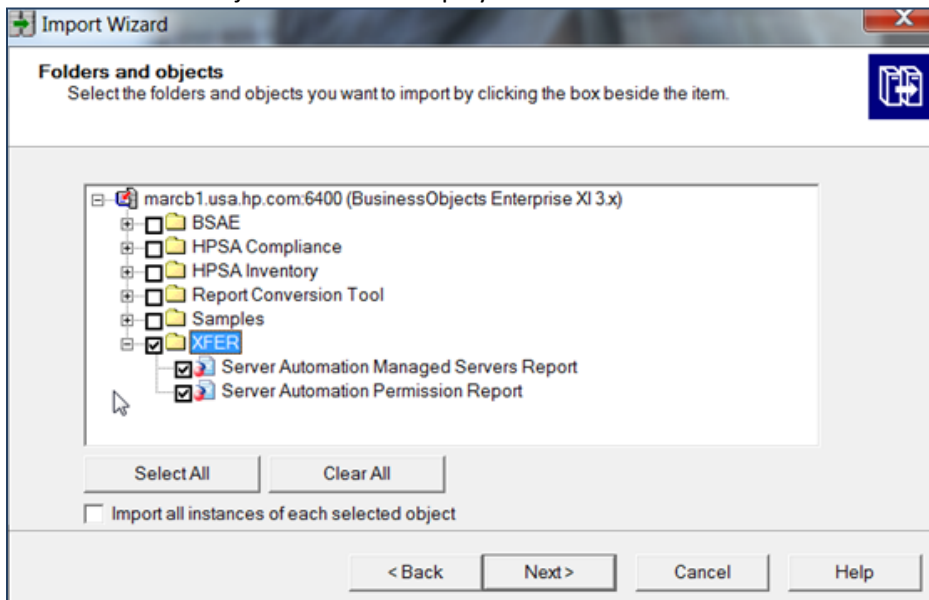 Import Wizard
Folders and objects
Select the folders and objects you want to import by clicking the box beside the item.
marcb1.usa.hp.com:6400 (BusinessObjects Enterprise XI 3.x)
BSAE
HPSA Compliance
HPSA Inventory
Report Conversion Tool
Samples
XFER
Server Automation Managed Servers Report
Server Automation Permission Report
Select All Clear All
Import all instances of each selected object
< Back Next > Cancel Help